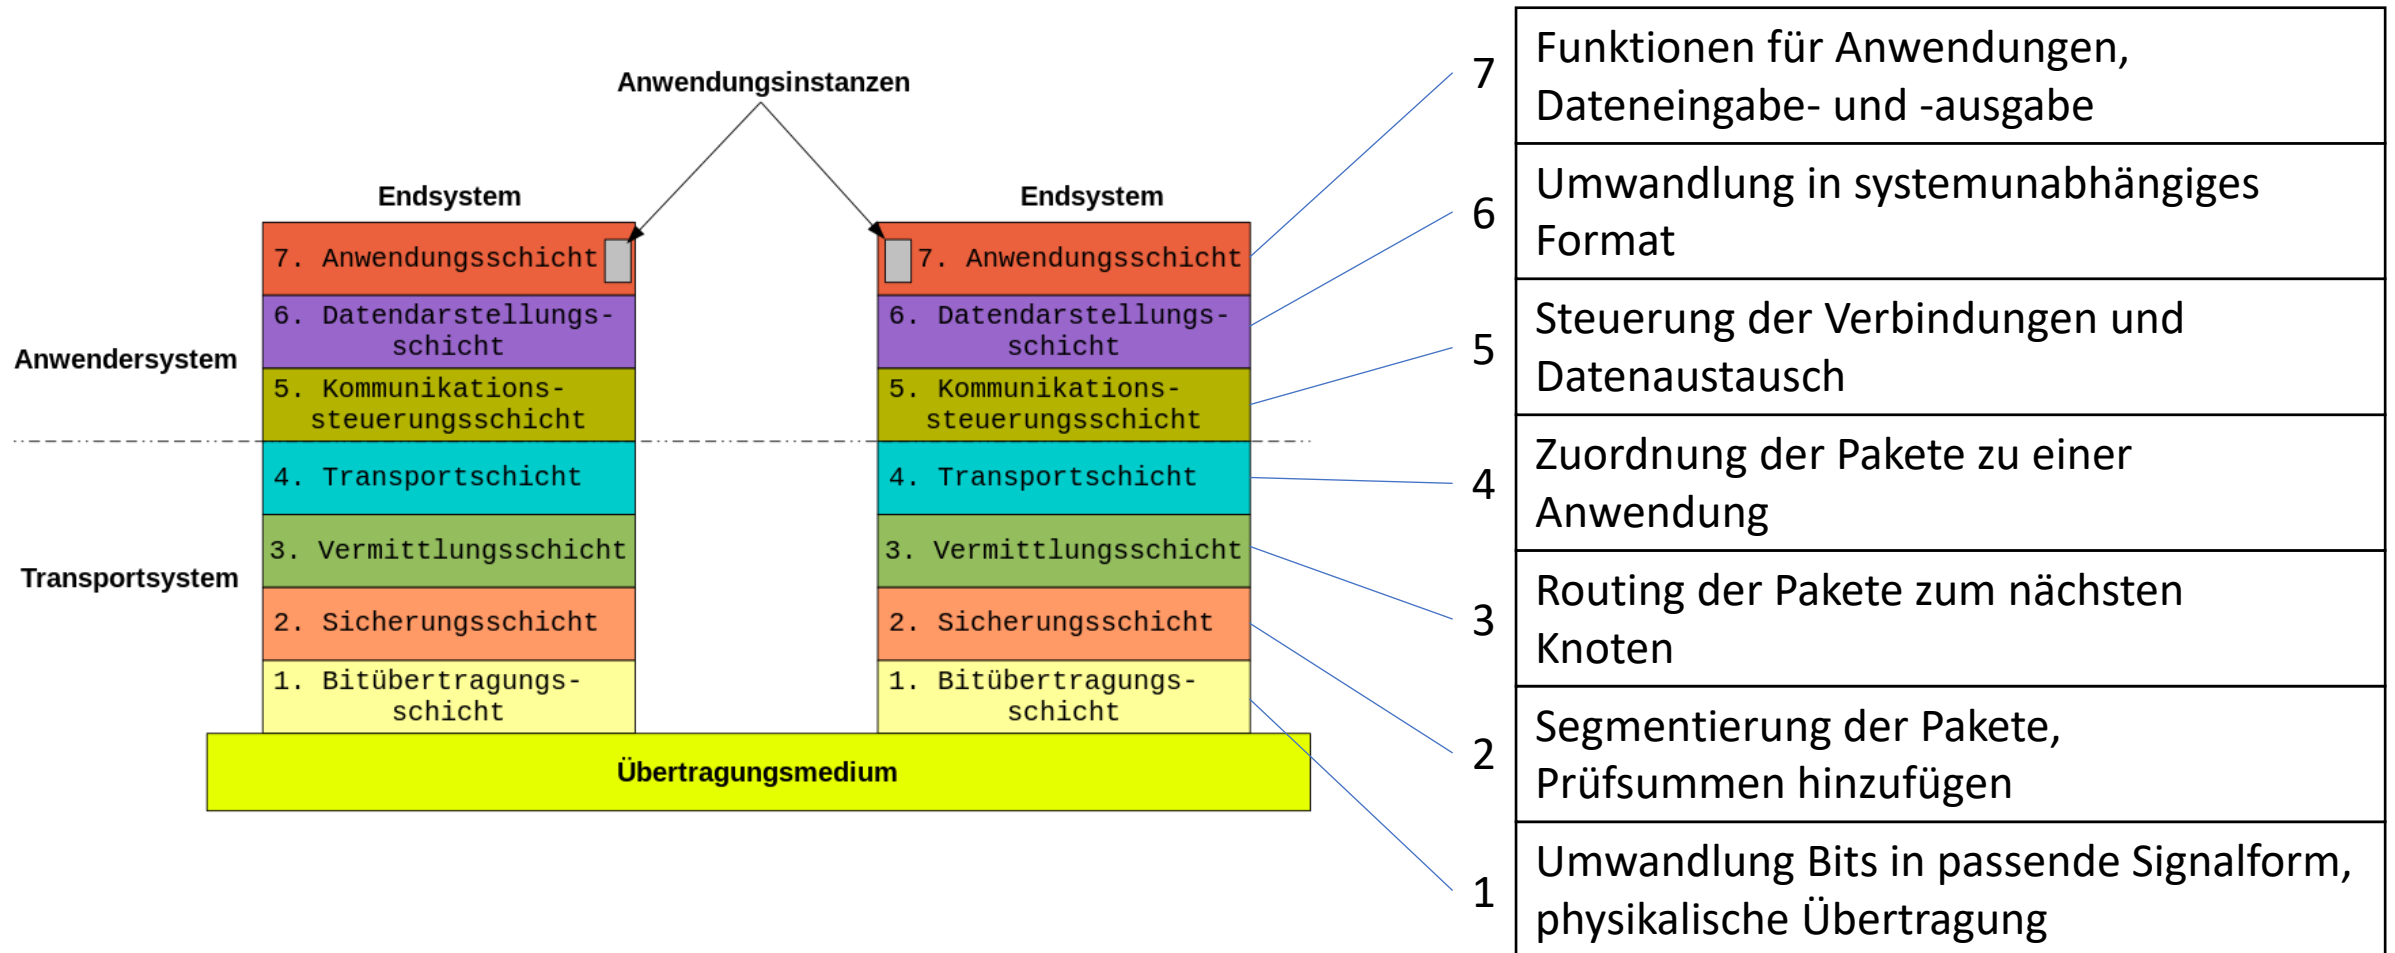 Anwendungsinstanzen
Endsystem
Endsystem
Anwendersystem
Transportsystem
7. Anwendungsschicht
6. Datendarstellungs-
schicht
5. Kommunikations-
steuerungsschicht
4. Transportschicht
3. Vermittlungsschicht
2. Sicherungsschicht
1. Bitübertragungs-
schicht
7. Anwendungsschicht
6. Datendarstellungs-
schicht
5. Kommunikations-
steuerungsschicht
4. Transportschicht
3. Vermittlungsschicht
2. Sicherungsschicht
1. Bitübertragungs-
schicht
Übertragungsmedium
7
Funktionen für Anwendungen,
Dateneingabe- und -ausgabe
6
Umwandlung in systemunabhängiges
Format
5
Steuerung der Verbindungen und
Datenaustausch
4
Zuordnung der Pakete zu einer
Anwendung
3
Routing der Pakete zum nächsten
Knoten
2
Segmentierung der Pakete,
Prüfsummen hinzufügen
1
Umwandlung Bits in passende Signalform,
physikalische Übertragung